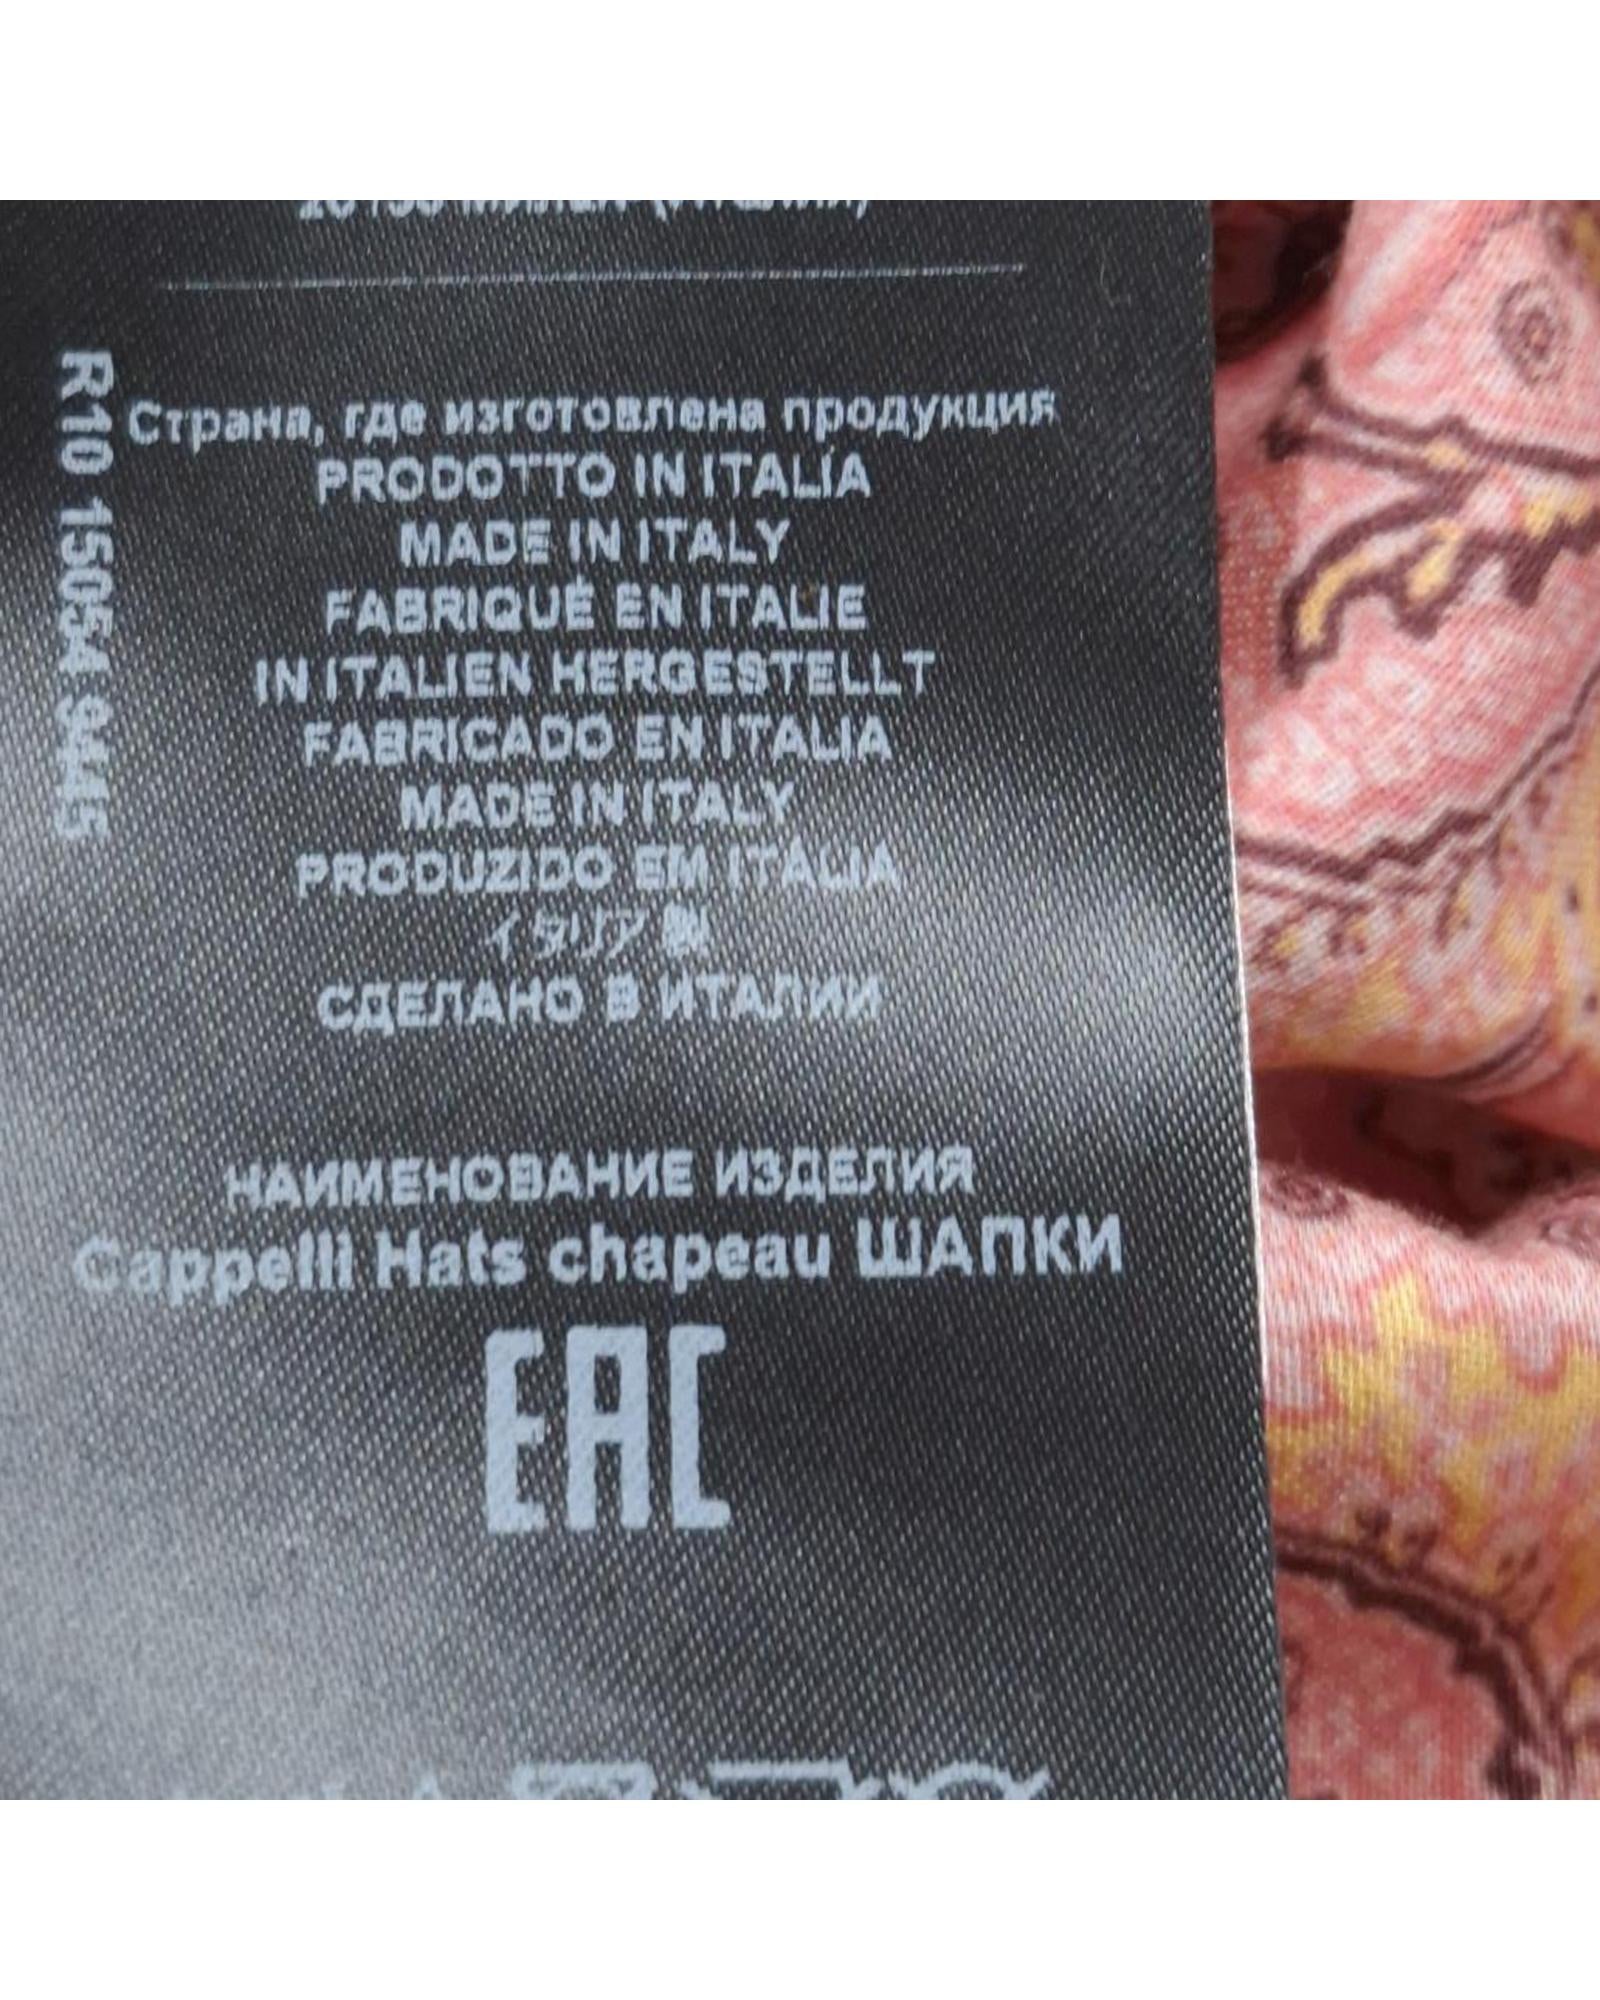 Страна, где изготовлена продукция
PRODOTTO IN ITALIA
MADE IN ITALY
FABRIQUÉ EN ITALIE
IN ITALIEN HERGESTELLT
FABRICADO EN ITALIA
MADE IN ITALY
PRODUZIDO EM ITALIA
イタリア製
СДЕЛАНО В ИТАЛИИ
R10 15054 9445
НАИМЕНОВАНИЕ ИЗДЕЛИЯ
Cappelli Hats chapeau ШАПКИ
EAC